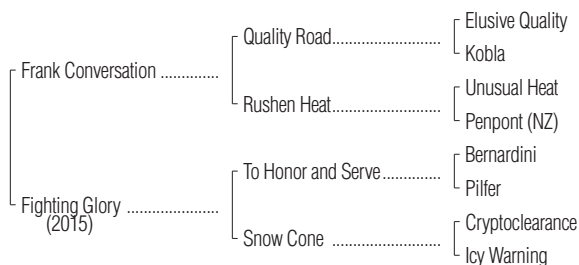 Elusive Quality
Quality Road........................................
Kobla
Frank Conversation ..............
Unusual Heat
Rushen Heat........................................
Penpont (NZ)
Bernardini
To Honor and Serve.....................
Pilfer
Fighting Glory ......................
(2015)
Cryptoclearance
Snow Cone ........................................
Icy Warning